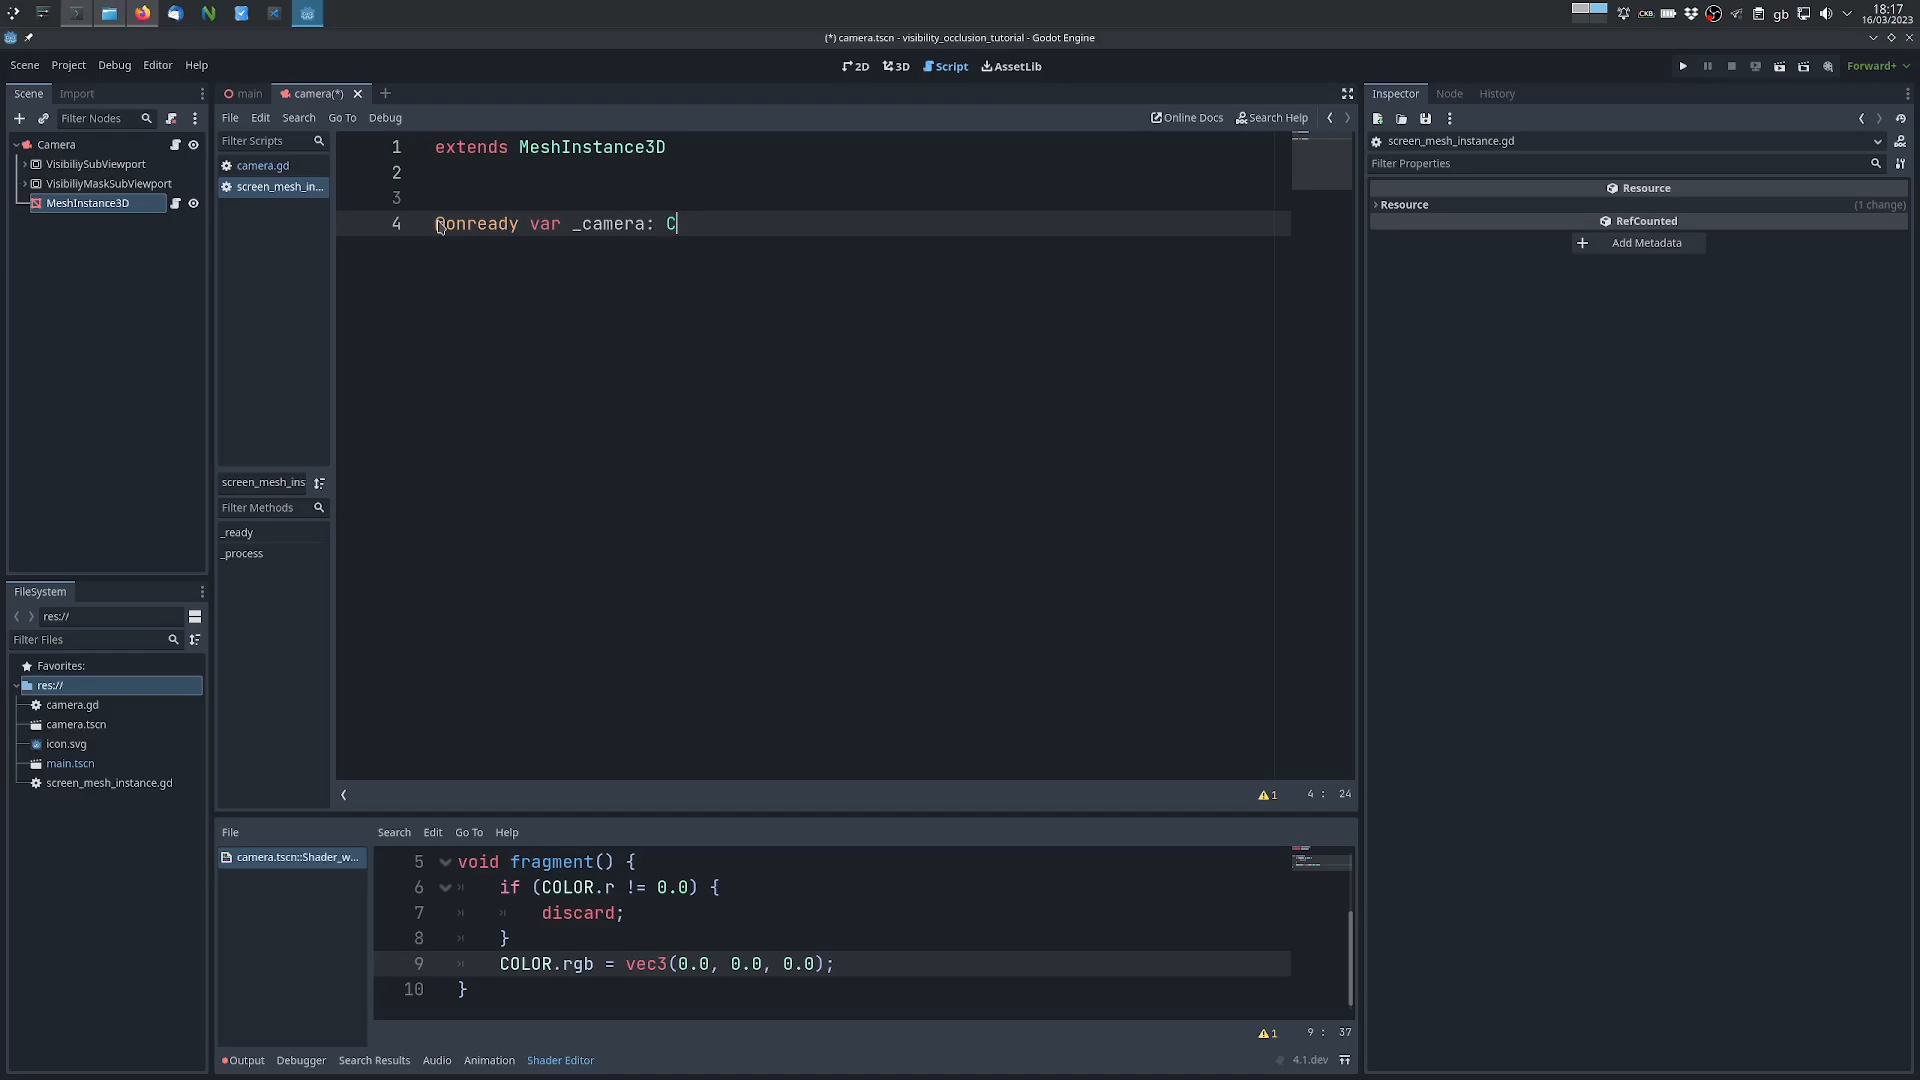 CKB
gb
18:17
16/03/2023
(*) camera.tscn - visibility_occlusion_tutorial - Godot Engine
Scene Project Debug Editor Help
2D 3D Script AssetLib
Forward+
Scene Import
main camera(*)
Inspector Node History
Filter Nodes
File Edit Search Go To Debug
Online Docs Search Help
Camera
VisibiliySubViewport
VisibiliyMaskSubViewport
MeshInstance3D
Filter Scripts
camera.gd
screen_mesh_in...
1 extends MeshInstance3D
2
3
4 @onready var _camera: C
screen_mesh_instance.gd
Filter Properties
Resource
Resource (1 change)
RefCounted
Add Metadata
screen_mesh_ins
Filter Methods
_ready
_process
1 4 : 24
FileSystem
res://
Filter Files
Favorites:
res://
camera.gd
camera.tscn
icon.svg
main.tscn
screen_mesh_instance.gd
File
Search Edit Go To Help
camera.tscn::Shader_w...
5 void fragment() {
6 if (COLOR.r != 0.0) {
7 discard;
8 }
9 COLOR.rgb = vec3(0.0, 0.0, 0.0);
10 }
1 9 : 37
Output Debugger Search Results Audio Animation Shader Editor
4.1.dev